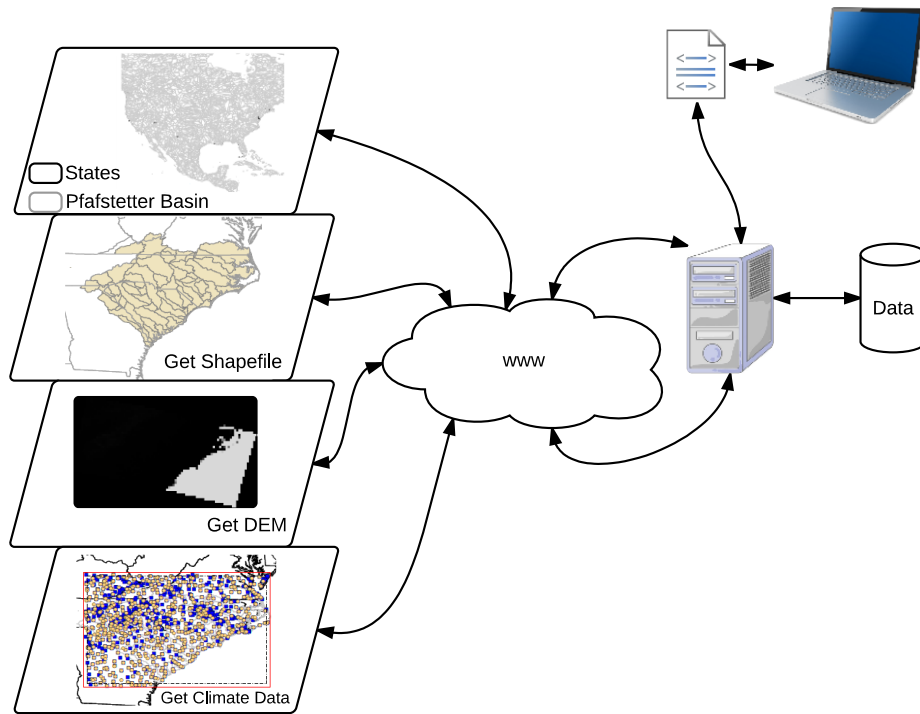 States
Pfafstetter Basin
Get Shapefile
Get DEM
Get Climate Data
www
Data